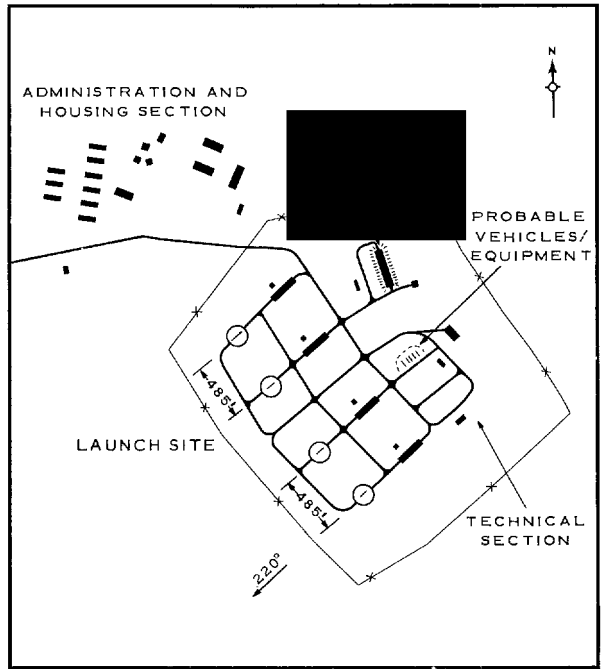 N
ADMINISTRATION AND
HOUSING SECTION
PROBABLE
VEHICLES/
EQUIPMENT
485'
LAUNCH SITE
485'
TECHNICAL
SECTION
220°